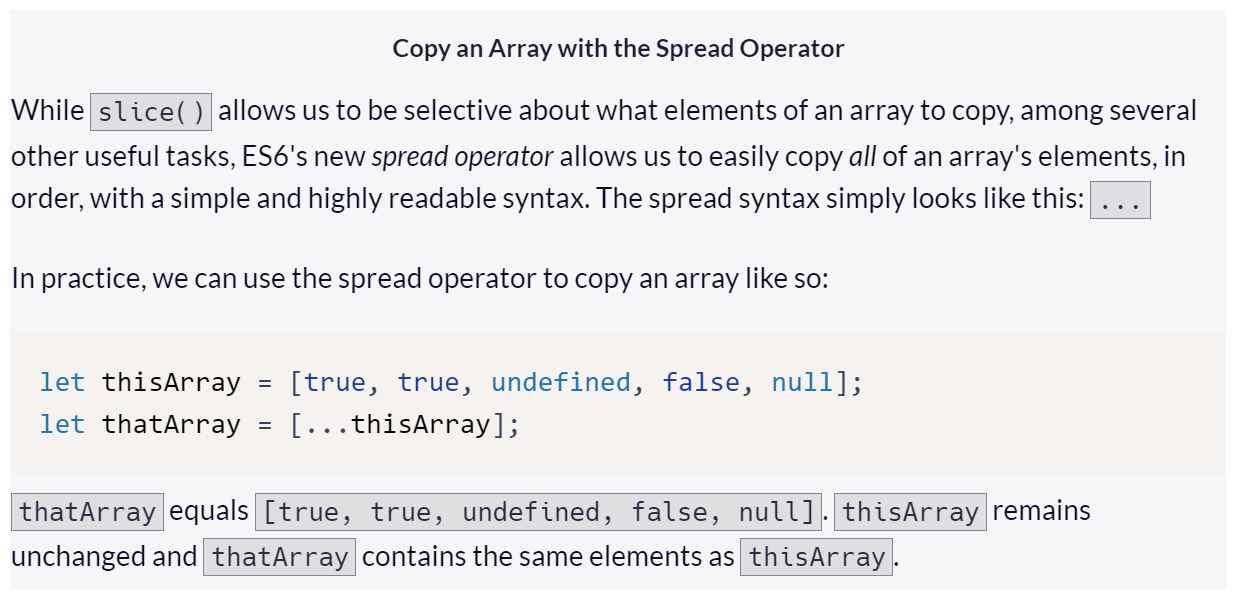 Copy an Array with the Spread Operator
While slice() allows us to be selective about what elements of an array to copy, among several
other useful tasks, ES6's new spread operator allows us to easily copy all of an array's elements, in
order, with a simple and highly readable syntax. The spread syntax simply looks like this: ...
In practice, we can use the spread operator to copy an array like so:
let thisArray = [true, true, undefined, false, null];
let thatArray = [...thisArray];
thatArray equals [true, true, undefined, false, null]. thisArray remains
unchanged and thatArray contains the same elements as thisArray.